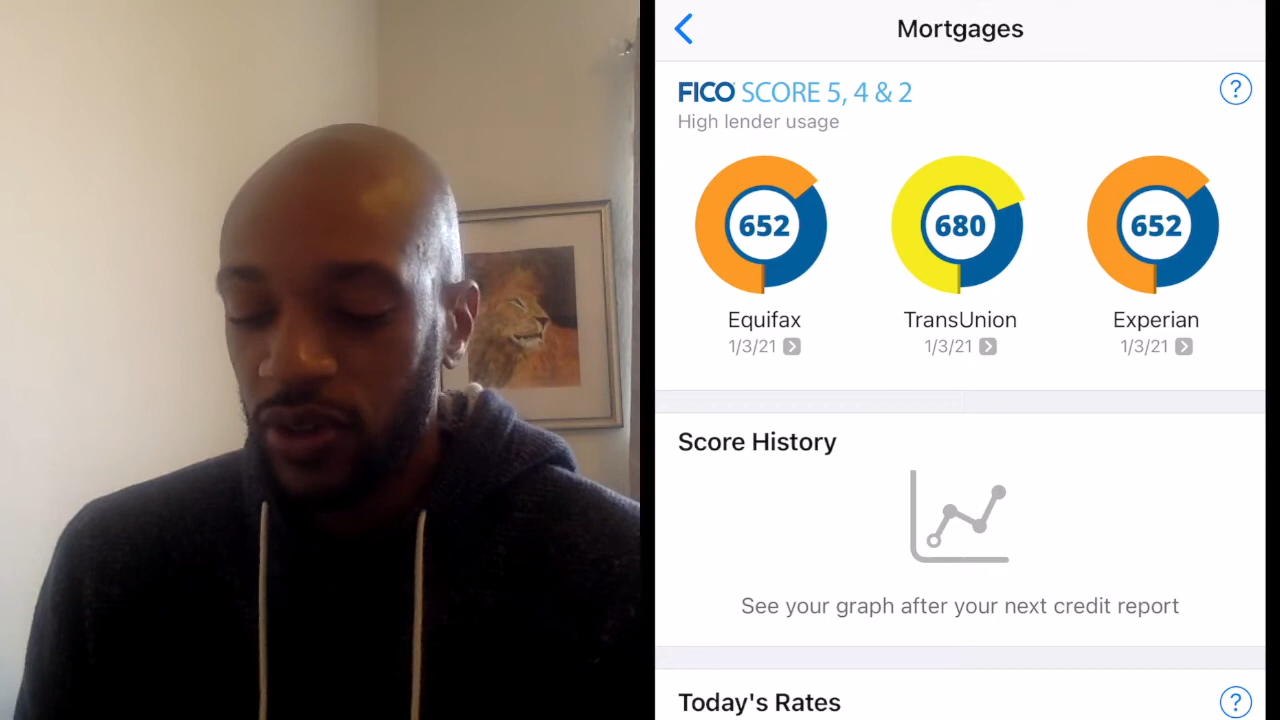 Mortgages
FICO SCORE 5, 4 & 2
High lender usage
652
680
652
Equifax
TransUnion
Experian
1/3/21
1/3/21
1/3/21
Score History
See your graph after your next credit report
Today's Rates